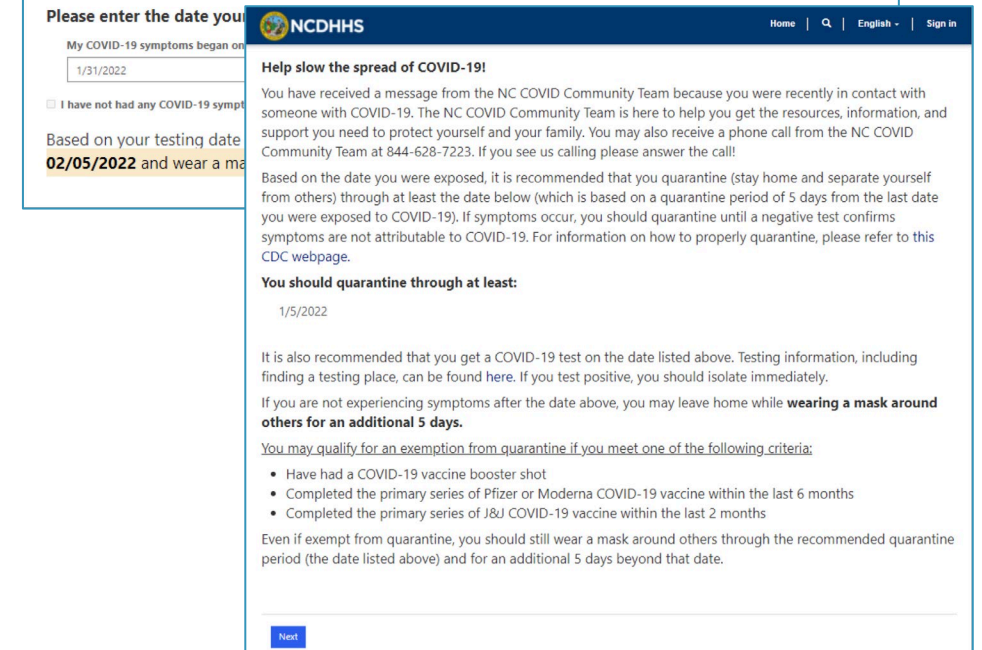 Please enter the date your
My COVID-19 symptoms began on
1/31/2022
I have not had any COVID-19 sympt
Based on your testing date
02/05/2022 and wear a ma
NCDHHS
Home | | English | Sign in
Help slow the spread of COVID-19!
You have received a message from the NC COVID Community Team because you were recently in contact with
someone with COVID-19. The NC COVID Community Team is here to help you get the resources, information, and
support you need to protect yourself and your family. You may also receive a phone call from the NC COVID
Community Team at 844-628-7223. If you see us calling please answer the call!
Based on the date you were exposed, it is recommended that you quarantine (stay home and separate yourself
from others) through at least the date below (which is based on a quarantine period of 5 days from the last date
you were exposed to COVID-19). If symptoms occur, you should quarantine until a negative test confirms
symptoms are not attributable to COVID-19. For information on how to properly quarantine, please refer to this
CDC webpage.
You should quarantine through at least:
1/5/2022
It is also recommended that you get a COVID-19 test on the date listed above. Testing information, including
finding a testing place, can be found here. If you test positive, you should isolate immediately.
If you are not experiencing symptoms after the date above, you may leave home while wearing a mask around
others for an additional 5 days.
You may qualify for an exemption from quarantine if you meet one of the following criteria:
• Have had a COVID-19 vaccine booster shot
• Completed the primary series of Pfizer or Moderna COVID-19 vaccine within the last 6 months
• Completed the primary series of J&J COVID-19 vaccine within the last 2 months
Even if exempt from quarantine, you should still wear a mask around others through the recommended quarantine
period (the date listed above) and for an additional 5 days beyond that date.
Next